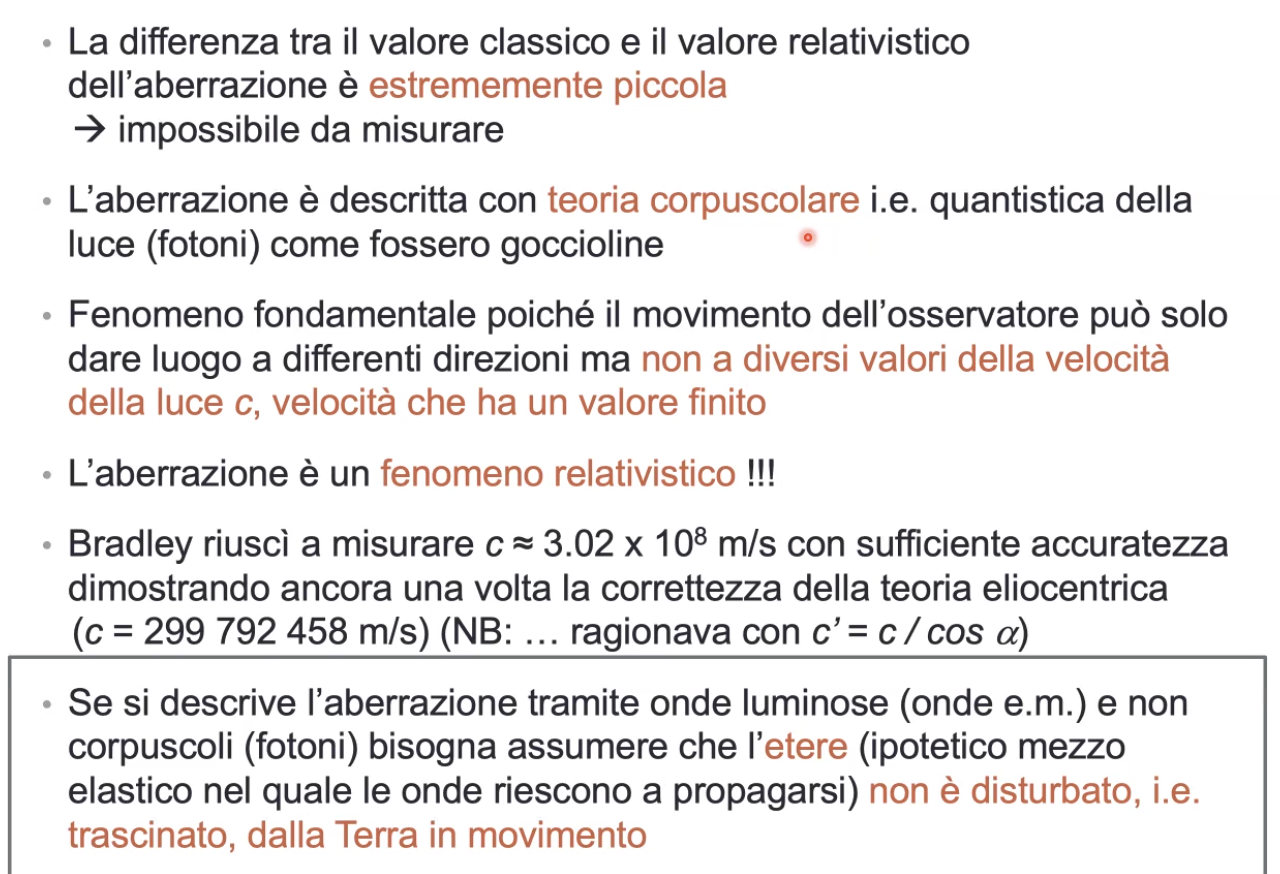 • La differenza tra il valore classico e il valore relativistico
dell’aberrazione è estrememente piccola
→ impossibile da misurare
• L’aberrazione è descritta con teoria corpuscolare i.e. quantistica della
luce (fotoni) come fossero goccioline
• Fenomeno fondamentale poiché il movimento dell’osservatore può solo
dare luogo a differenti direzioni ma non a diversi valori della velocità
della luce c, velocità che ha un valore finito
• L’aberrazione è un fenomeno relativistico !!!
• Bradley riuscì a misurare c ≈ 3.02 x 10⁸ m/s con sufficiente accuratezza
dimostrando ancora una volta la correttezza della teoria eliocentrica
(c = 299 792 458 m/s) (NB: … ragionava con c’ = c / cos α)
• Se si descrive l’aberrazione tramite onde luminose (onde e.m.) e non
corpuscoli (fotoni) bisogna assumere che l’etere (ipotetico mezzo
elastico nel quale le onde riescono a propagarsi) non è disturbato, i.e.
trascinato, dalla Terra in movimento